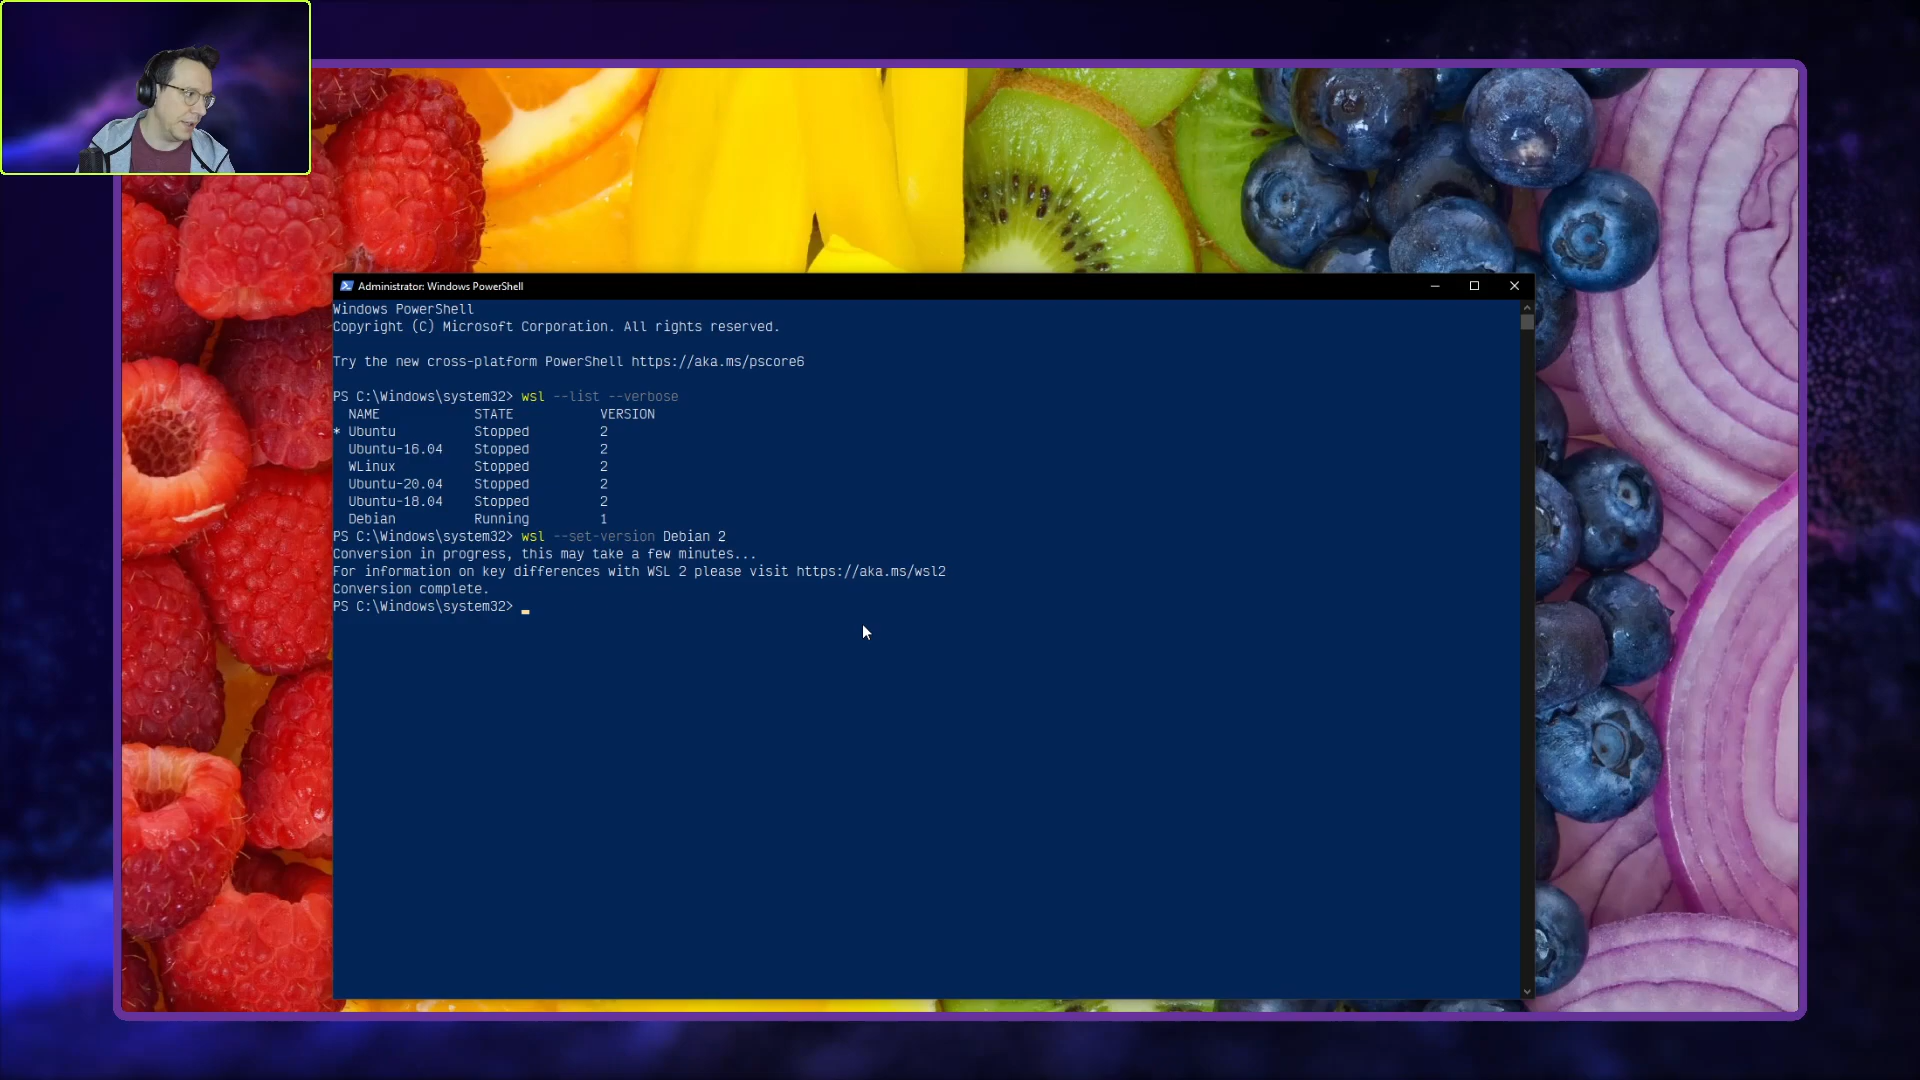 Administrator: Windows PowerShell
Windows PowerShell
Copyright (C) Microsoft Corporation. All rights reserved.
Try the new cross-platform PowerShell https://aka.ms/pscore6
PS C:\Windows\system32> wsl --list --verbose
NAME STATE VERSION
* Ubuntu Stopped 2
Ubuntu-16.04 Stopped 2
WLinux Stopped 2
Ubuntu-20.04 Stopped 2
Ubuntu-18.04 Stopped 2
Debian Running 1
PS C:\Windows\system32> wsl --set-version Debian 2
Conversion in progress, this may take a few minutes...
For information on key differences with WSL 2 please visit https://aka.ms/wsl2
Conversion complete.
PS C:\Windows\system32>